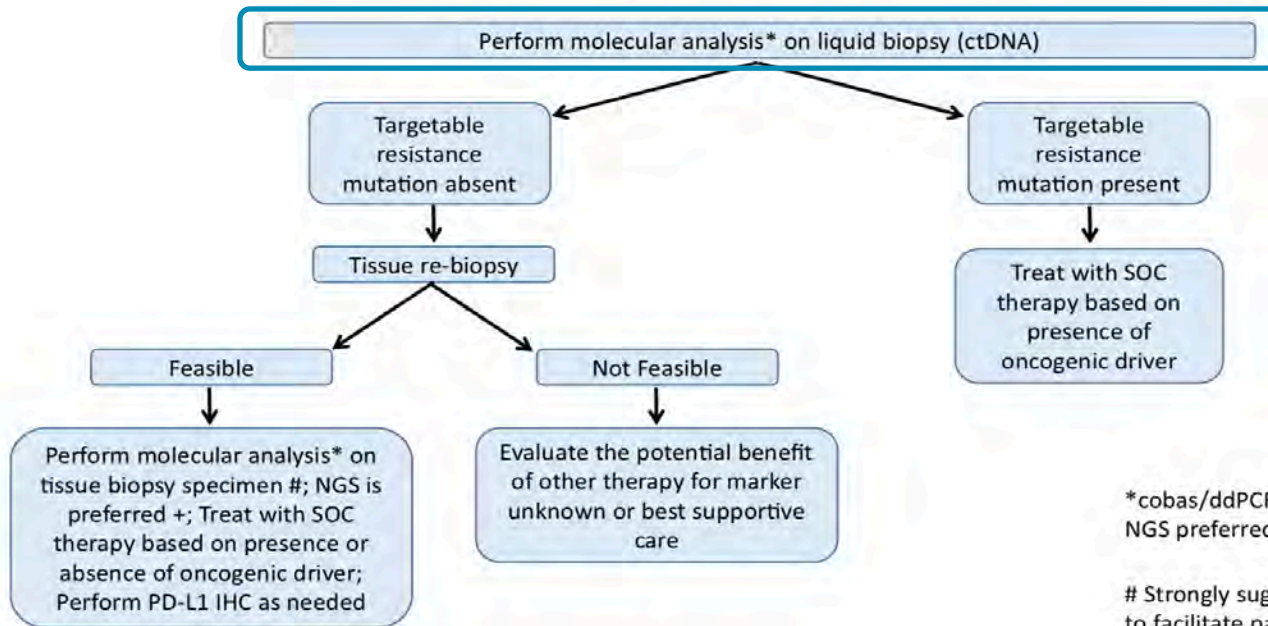 Perform molecular analysis* on liquid biopsy (ctDNA)
Targetable
resistance
mutation absent
Targetable
resistance
mutation present
Tissue re-biopsy
Treat with SOC
therapy based on
presence of
oncogenic driver
Feasible
Not Feasible
Perform molecular analysis* on
tissue biopsy specimen #; NGS is
preferred +; Treat with SOC
therapy based on presence or
absence of oncogenic driver;
Perform PD-L1 IHC as needed
Evaluate the potential benefit
of other therapy for marker
unknown or best supportive
care
*cobas/ddPCR
NGS preferred
# Strongly sug
to facilitate